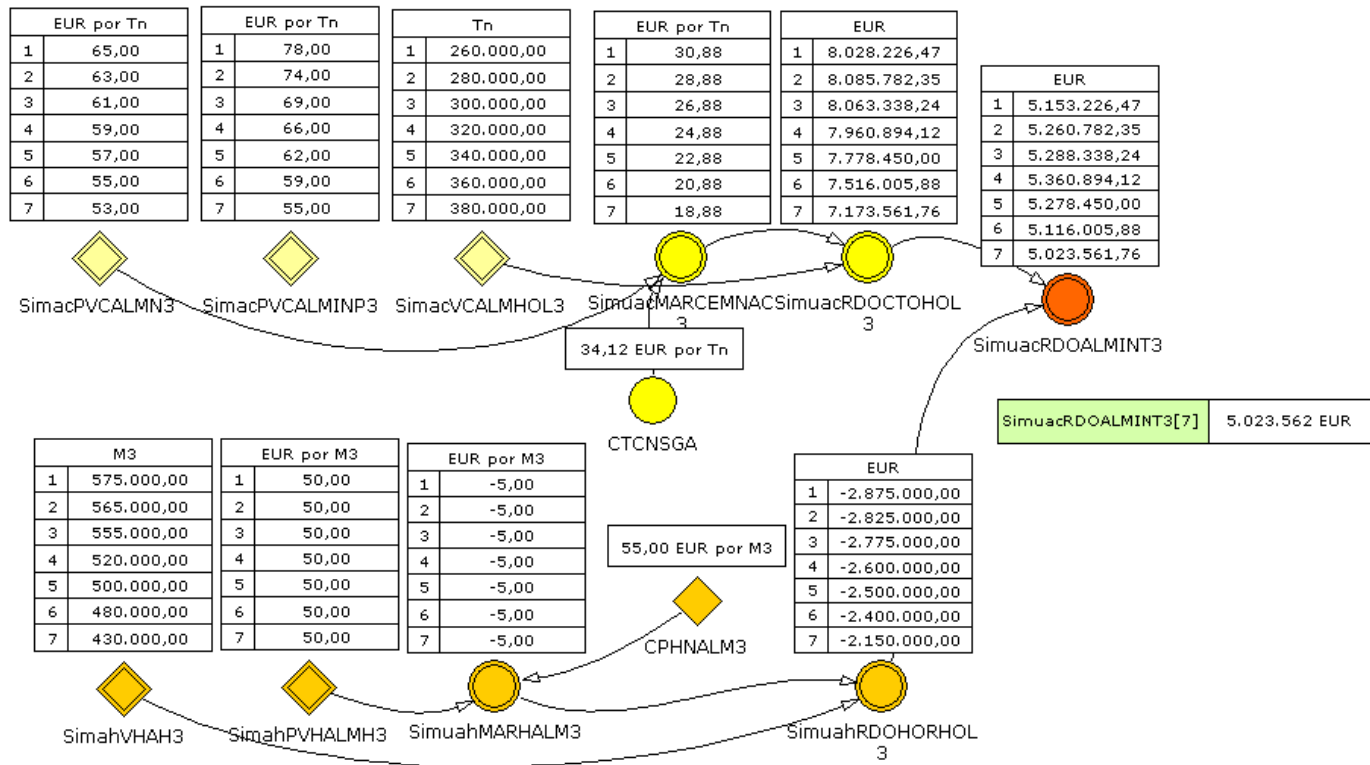 EUR por Tn
1 65,00
2 63,00
3 61,00
4 59,00
5 57,00
6 55,00
7 53,00
SimacPVCALMN3
EUR por Tn
1 78,00
2 74,00
3 69,00
4 66,00
5 62,00
6 59,00
7 55,00
SimacPVCALMINP3
Tn
1 260.000,00
2 280.000,00
3 300.000,00
4 320.000,00
5 340.000,00
6 360.000,00
7 380.000,00
SimacVCALMHOL3
EUR por Tn
1 30,88
2 28,88
3 26,88
4 24,88
5 22,88
6 20,88
7 18,88
SimuacMARCEMNACS
3
EUR
1 8.028.226,47
2 8.085.782,35
3 8.063.338,24
4 7.960.894,12
5 7.778.450,00
6 7.516.005,88
7 7.173.561,76
SimuacRDOCTOHOL
3
EUR
1 5.153.226,47
2 5.260.782,35
3 5.288.338,24
4 5.360.894,12
5 5.278.450,00
6 5.116.005,88
7 5.023.561,76
SimuacRDOALMINT3
34,12 EUR por Tn
CTCNSGA
SimuacRDOALMINT3[7] 5.023.562 EUR
M3
1 575.000,00
2 565.000,00
3 555.000,00
4 520.000,00
5 500.000,00
6 480.000,00
7 430.000,00
SimahVHAH3
EUR por M3
1 50,00
2 50,00
3 50,00
4 50,00
5 50,00
6 50,00
7 50,00
SimahPVHALMH3
EUR por M3
1 -5,00
2 -5,00
3 -5,00
4 -5,00
5 -5,00
6 -5,00
7 -5,00
SimuahMARHALM3
55,00 EUR por M3
CPHNALM3
EUR
1 -2.875.000,00
2 -2.825.000,00
3 -2.775.000,00
4 -2.600.000,00
5 -2.500.000,00
6 -2.400.000,00
7 -2.150.000,00
SimuahRDOHORHOL
3